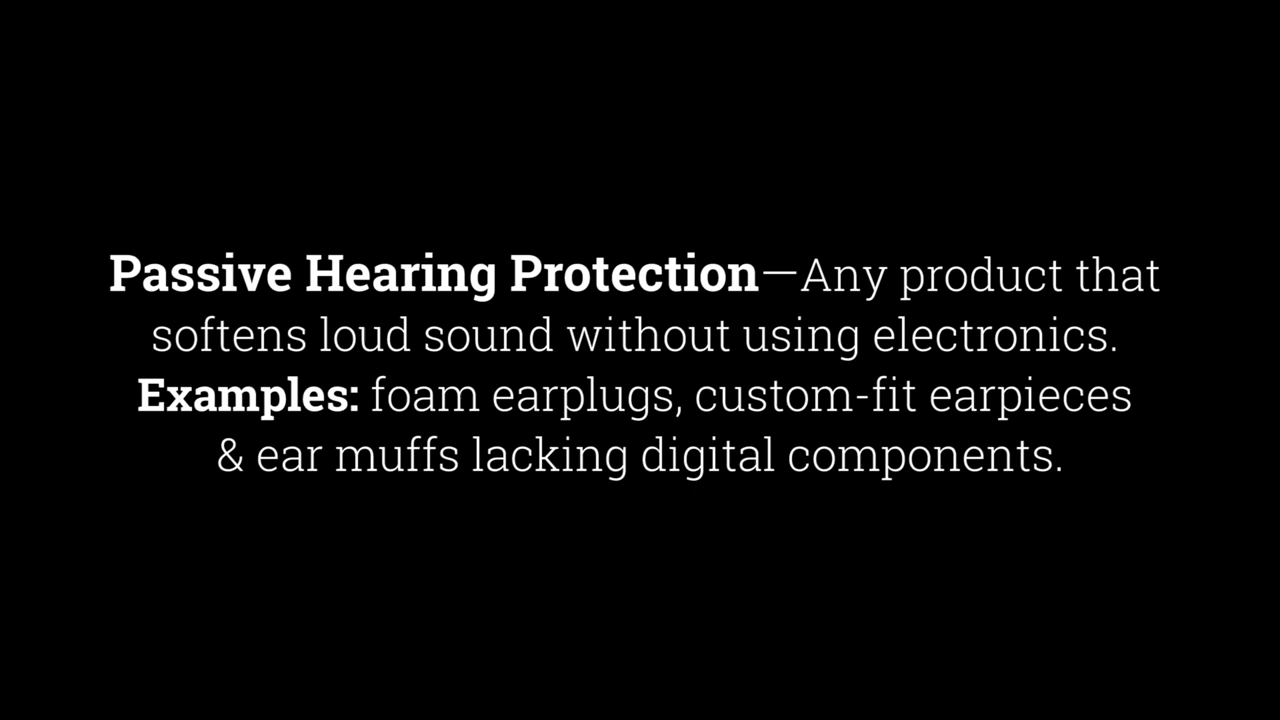 Passive Hearing Protection—Any product that
softens loud sound without using electronics.
Examples: foam earplugs, custom-fit earpieces
& ear muffs lacking digital components.